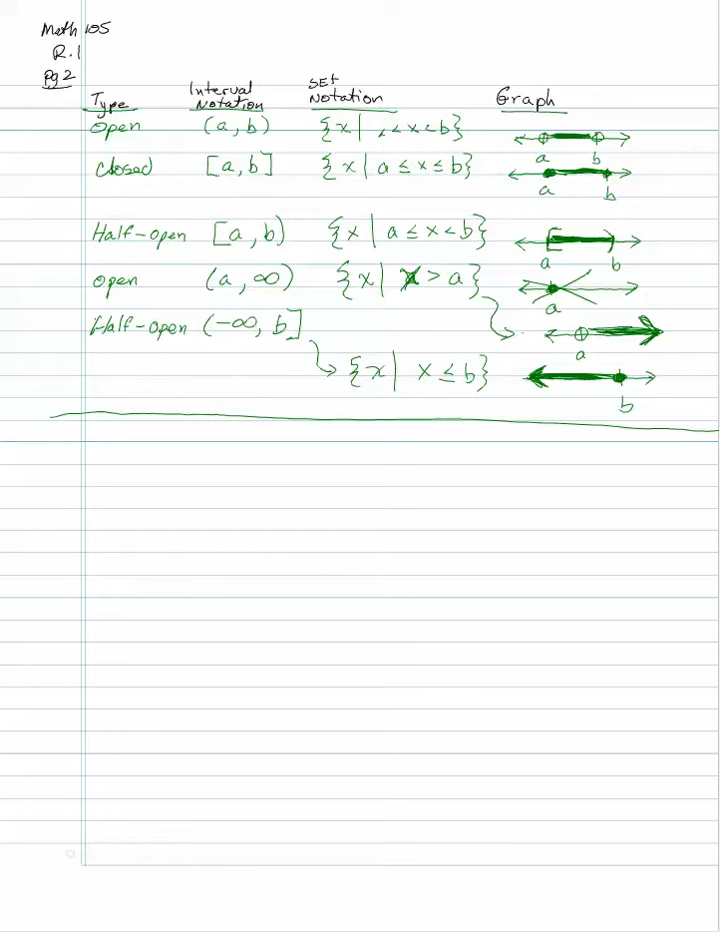 Math 105
R.1
pg 2
Type Interval Notation SEt Notation Graph
open (a, b) {x| < x < b}
a b
closed [a, b] {x| a ≤ x ≤ b}
a b
Half-open [a, b) {x| a ≤ x < b}
a b
open (a, ∞) {x| x > a}
a
Half-open (-∞, b]
a
{x| x ≤ b}
b